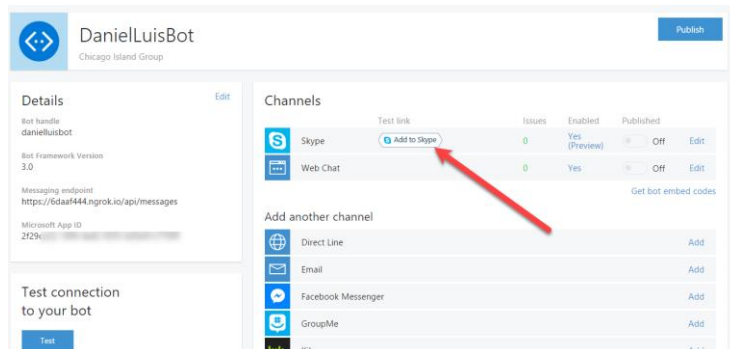 DanielLuisBot
Chicago Island Group
Publish
Details
Edit
Bot handle
danielluisbot
Bot Framework Version
3.0
Messaging endpoint
https://6daaf444.ngrok.io/api/messages
Microsoft App ID
Test connection
to your bot
Test
Channels
Test link Issues Enabled Published
Skype Add to Skype 0 Yes (Preview) Off Edit
Web Chat 0 Yes Off Edit
Get bot embed codes
Add another channel
Direct Line Add
Email Add
Facebook Messenger Add
GroupMe Add